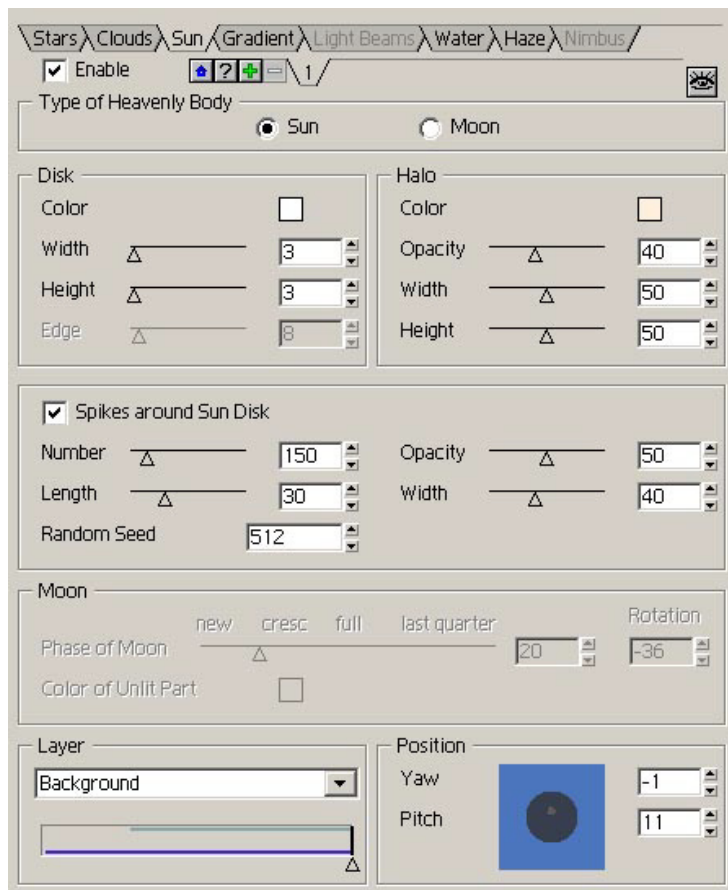 Stars Clouds Sun Gradient Light Beams Water Haze Nimbus
Enable ? 1
Type of Heavenly Body
Sun Moon
Disk
Color
Width 3
Height 3
Edge 8
Halo
Color
Opacity 40
Width 50
Height 50
Spikes around Sun Disk
Number 150
Length 30
Random Seed 512
Opacity 50
Width 40
Moon
new cresc full last quarter Rotation
Phase of Moon 20 -36
Color of Unlit Part
Layer
Background
Position
Yaw -1
Pitch 11